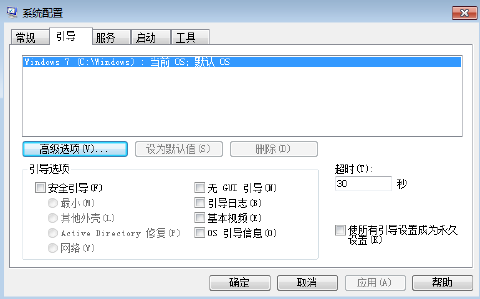 系统配置
常规 引导 服务 启动 工具
Windows 7 (C:\Windows) : 当前 OS; 默认 OS
高级选项(V)... 设为默认值(S) 删除(D)
引导选项
安全引导(F)
最小(M)
其他外壳(L)
Active Directory 修复(P)
网络(W)
无 GUI 引导(N)
引导日志(B)
基本视频(E)
OS 引导信息(O)
超时(T):
30 秒
使所有引导设置成为永久
设置(K)
确定 取消 应用(A) 帮助